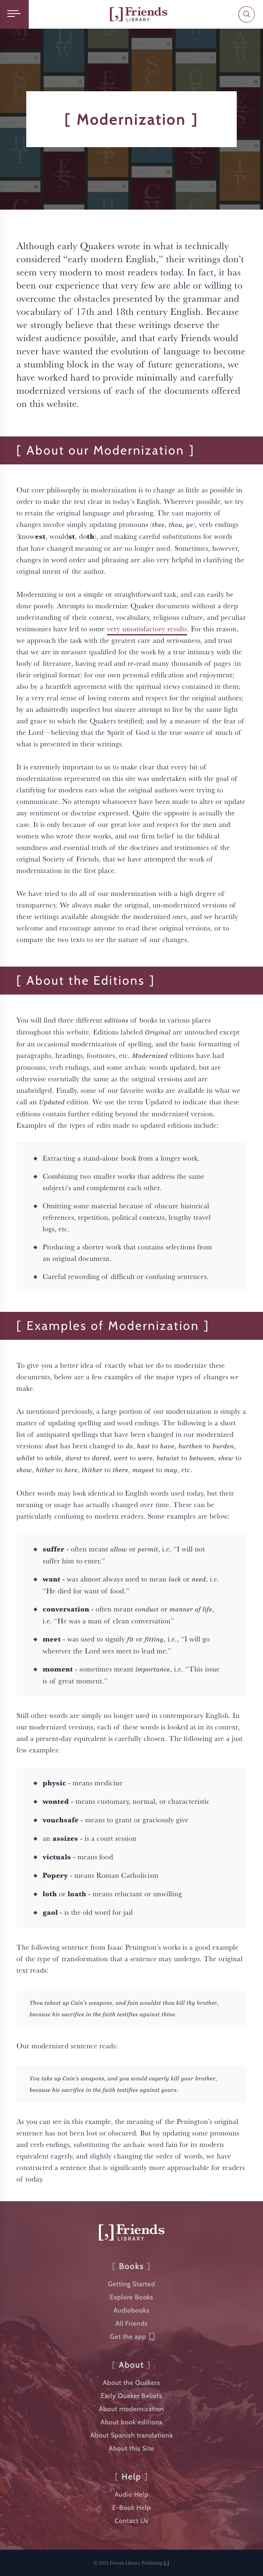 [,] Friends
LIBRARY
[ Modernization ]
Although early Quakers wrote in what is technically
considered “early modern English,” their writings don’t
seem very modern to most readers today. In fact, it has
been our experience that very few are able or willing to
overcome the obstacles presented by the grammar and
vocabulary of 17th and 18th century English. Because
we strongly believe that these writings deserve the
widest audience possible, and that early Friends would
never have wanted the evolution of language to become
a stumbling block in the way of future generations, we
have worked hard to provide minimally and carefully
modernized versions of each of the documents offered
on this website.
[ About our Modernization ]
Our core philosophy in modernization is to change as little as possible in
order to make the text clear in today’s English. Wherever possible, we try
to retain the original language and phrasing. The vast majority of
changes involve simply updating pronouns (thee, thou, ye), verb endings
(knowest, wouldst, doth), and making careful substitutions for words
that have changed meaning or are no longer used. Sometimes, however,
changes in word order and phrasing are also very helpful in clarifying the
original intent of the author.
Modernizing is not a simple or straightforward task, and can easily be
done poorly. Attempts to modernize Quaker documents without a deep
understanding of their context, vocabulary, religious culture, and peculiar
testimonies have led to some very unsatisfactory results. For this reason,
we approach the task with the greatest care and seriousness, and trust
that we are in measure qualified for the work by our intimacy with the
body of literature, having read and re-read many thousands of pages (in
their original format) for our own personal edification and enjoyment;
also by a heartfelt agreement with the spiritual views contained in them;
by a very real sense of loving esteem and respect for the original authors;
by an admittedly imperfect but sincere attempt to live by the same light
and grace to which the Quakers testified; and by a measure of the fear of
the Lord—believing that the Spirit of God is the true source of much of
what is presented in their writings.
It is extremely important to us to make clear that every bit of
modernization represented on this site was undertaken with the goal of
clarifying for modern ears what the original authors were trying to
communicate. No attempts whatsoever have been made to alter or update
any sentiment or doctrine expressed. Quite the opposite is actually the
case. It is only because of our great love and respect for the men and
women who wrote these works, and our firm belief in the biblical
soundness and essential truth of the doctrines and testimonies of the
original Society of Friends, that we have attempted the work of
modernization in the first place.
We have tried to do all of our modernization with a high degree of
transparency. We always make the original, un-modernized versions of
these writings available alongside the modernized ones, and we heartily
welcome and encourage anyone so inclined to read these versions, or to
compare the two texts to see the nature of our changes.
[ About the Editions ]
You will find three different editions of books in various places
throughout this website. Editions labeled Original are untouched except
for an occasional modernization of spelling, and the basic formatting of
paragraphs, headings, footnotes, etc. Modernized editions have had
pronouns, verb endings, and some archaic words updated, but are
otherwise essentially the same as the original versions and are
unabridged. Finally, some of our favorite works are available in what we
call an Updated edition. We use the term Updated to indicate that these
editions contain further editing beyond the modernized version.
Examples of the types of edits made to updated editions include:
Extracting a stand-alone book from a longer work.
Combining two smaller works that address the same
subject/s and complement each other.
Omitting some material because of obscure historical
references, repetition, political contexts, lengthy travel
logs, etc.
Producing a shorter work that contains selections from
an original document.
Careful rewording of difficult or confusing sentences.
[ Examples of Modernization ]
To give you a better idea of exactly what we do to modernize these
documents, below are a few examples of the major types of changes we
make.
As mentioned previously, a large portion of our modernization is simply a
matter of updating spelling and word endings. The following is a short
list of antiquated spellings that have been changed in our modernized
versions: dost has been changed to do, hast to have, burthen to burden,
whilst to while, durst to dared, wert to were, betwixt to between, shew to
show, hither to here, thither to there, mayest to may, etc.
Other words may look identical to English words used today, but their
meaning or usage has actually changed over time. These can be
particularly confusing to modern readers. Some examples are below:
suffer - often meant allow or permit, i.e. “I will not
suffer him to enter.”
want - was almost always used to mean lack or need, i.e.
“He died for want of food.”
conversation - often meant conduct or manner of life,
i.e. “He was a man of clean conversation”
meet - was used to signify fit or fitting, i.e., “I will go
wherever the Lord sees meet to lead me.”
moment - sometimes meant importance, i.e. “This issue
is of great moment.”
Still other words are simply no longer used in contemporary English. In
our modernized editions, each of these words is looked at in its context,
and a present-day equivalent is carefully chosen. The following are a just
few examples:
physic - means medicine
wonted - means customary, normal, or characteristic
vouchsafe - means to grant or graciously give
an assizes - is a court session
victuals - means food
Popery - means Roman Catholicism
loth or loath - means reluctant or unwilling
gaol - is the old word for jail
The following sentence from Isaac Penington’s works is a good example
of the type of transformation that a sentence may undergo. The original
text reads:
Thou takest up Cain’s weapons, and fain wouldst thou kill thy brother,
because his sacrifice in the faith testifies against thine.
Our modernized sentence reads:
You take up Cain’s weapons, and you would eagerly kill your brother,
because his sacrifice in the faith testifies against yours.
As you can see in this example, the meaning of the Penington’s original
sentence has not been lost or obscured. But by updating some pronouns
and verb endings, substituting the archaic word fain for its modern
equivalent eagerly, and slightly changing the order of words, we have
constructed a sentence that is significantly more approachable for readers
of today.
[,] Friends
LIBRARY
[ Books ]
Getting Started
Explore Books
Audiobooks
All Friends
Get the app
[ About ]
About the Quakers
Early Quaker Beliefs
About modernization
About book editions
About Spanish translations
About this Site
[ Help ]
Audio Help
E-Book Help
Contact Us
© 2023 Friends Library Publishing [,]